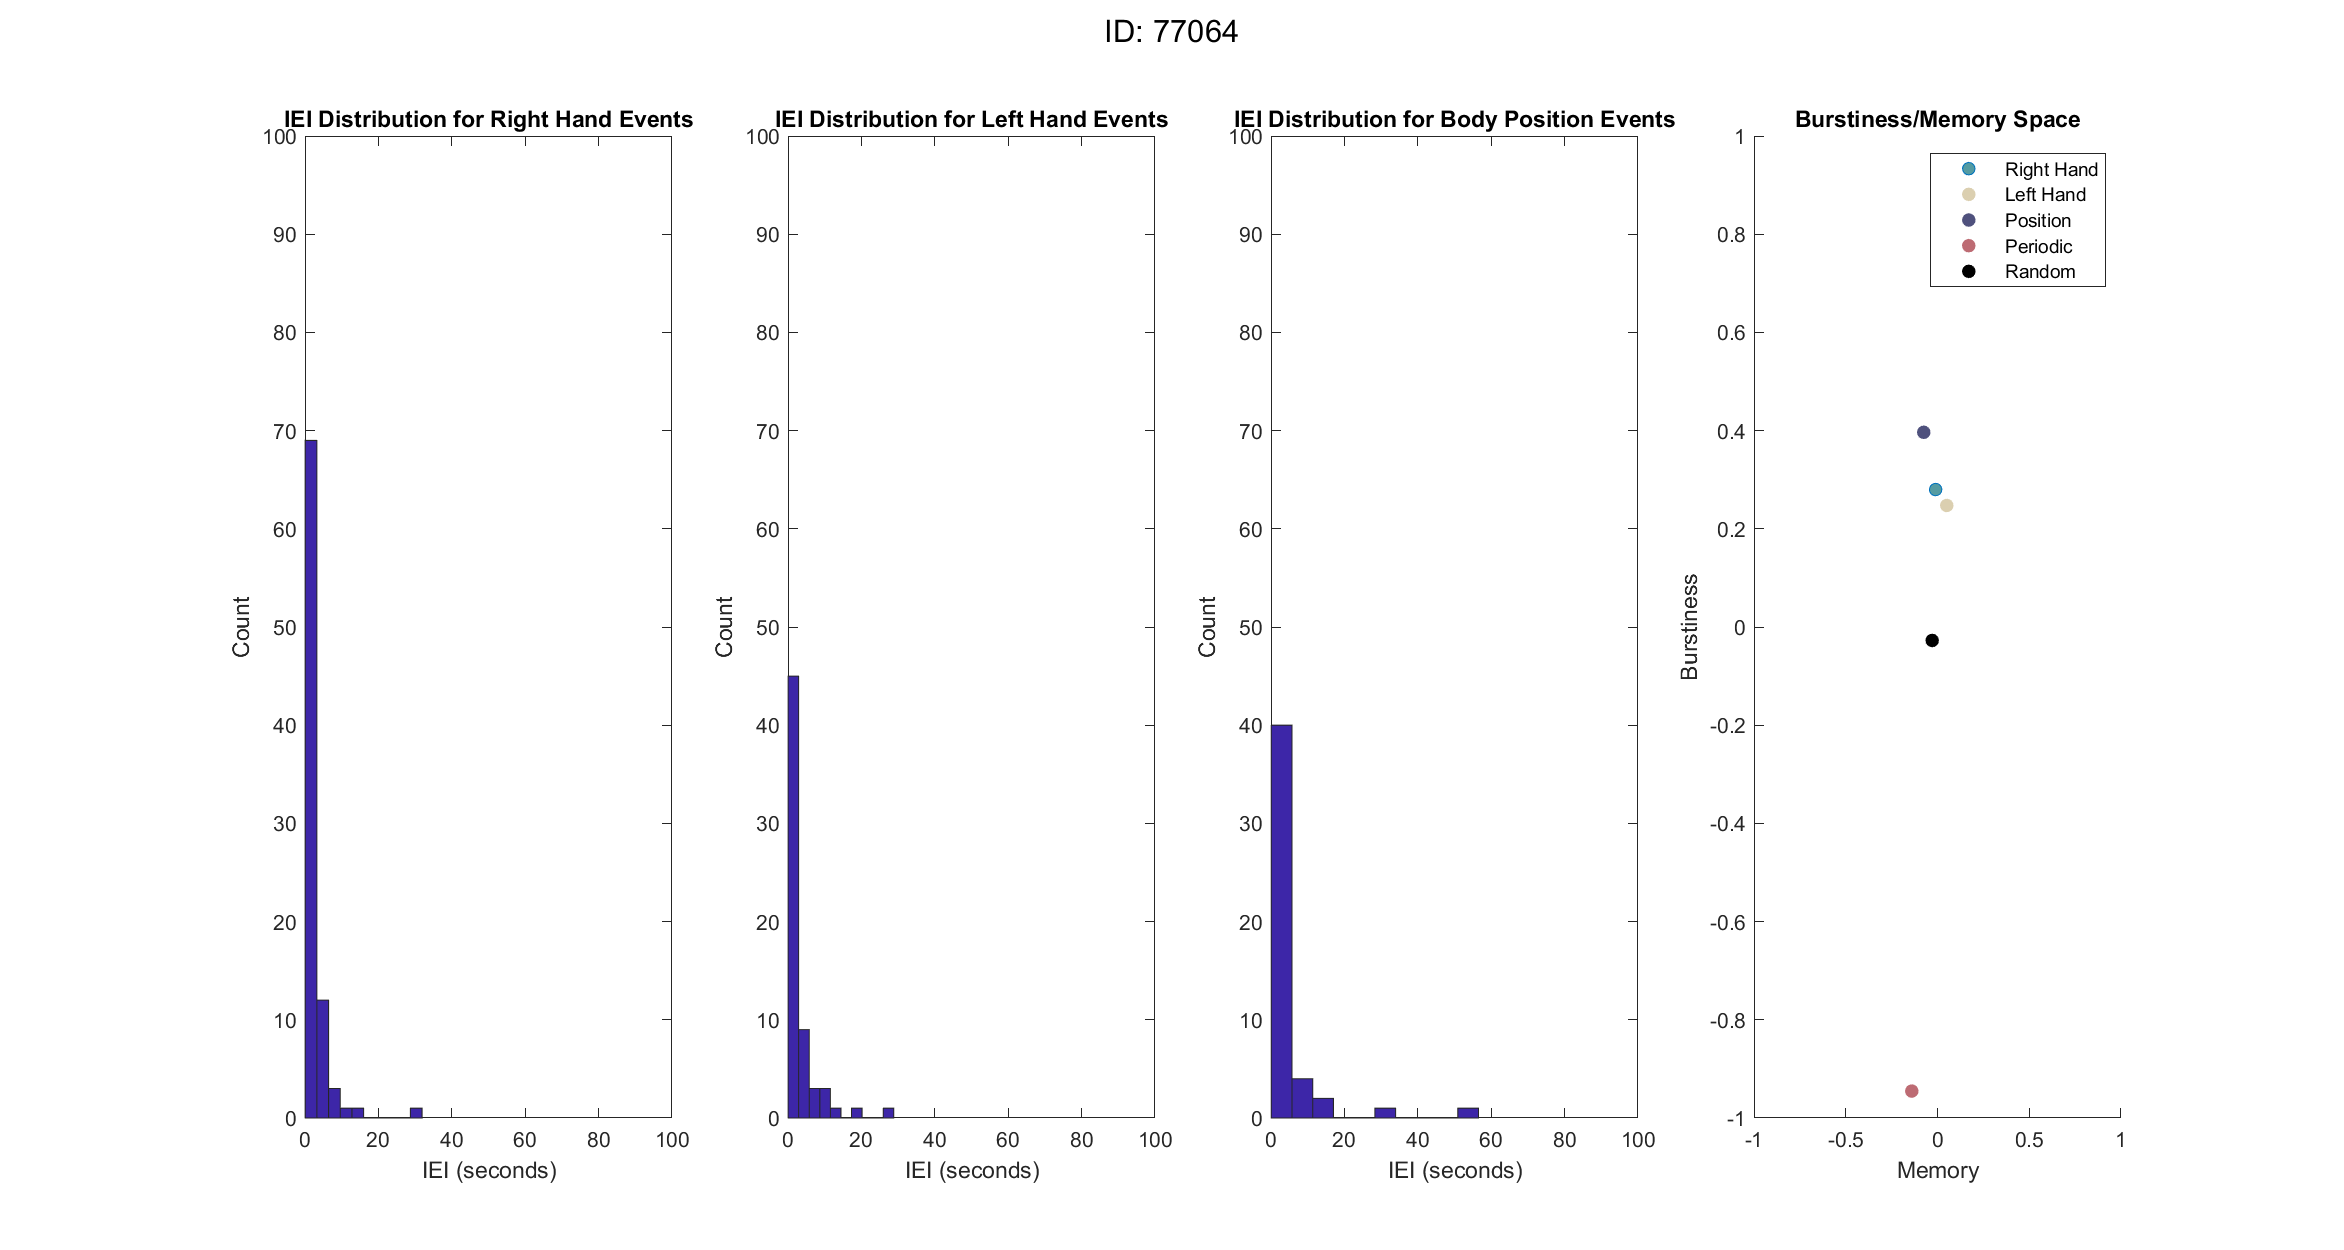 ID: 77064
IEI Distribution for Right Hand Events
100
90
80
70
60
50
40
30
20
10
0
Count
0 20 40 60 80 100
IEI (seconds)
IEI Distribution for Left Hand Events
100
90
80
70
60
50
40
30
20
10
0
Count
0 20 40 60 80 100
IEI (seconds)
IEI Distribution for Body Position Events
100
90
80
70
60
50
40
30
20
10
0
Count
0 20 40 60 80 100
IEI (seconds)
Burstiness/Memory Space
1
0.8
0.6
0.4
0.2
0
-0.2
-0.4
-0.6
-0.8
-1
Burstiness
-1 -0.5 0 0.5 1
Memory
Right Hand
Left Hand
Position
Periodic
Random